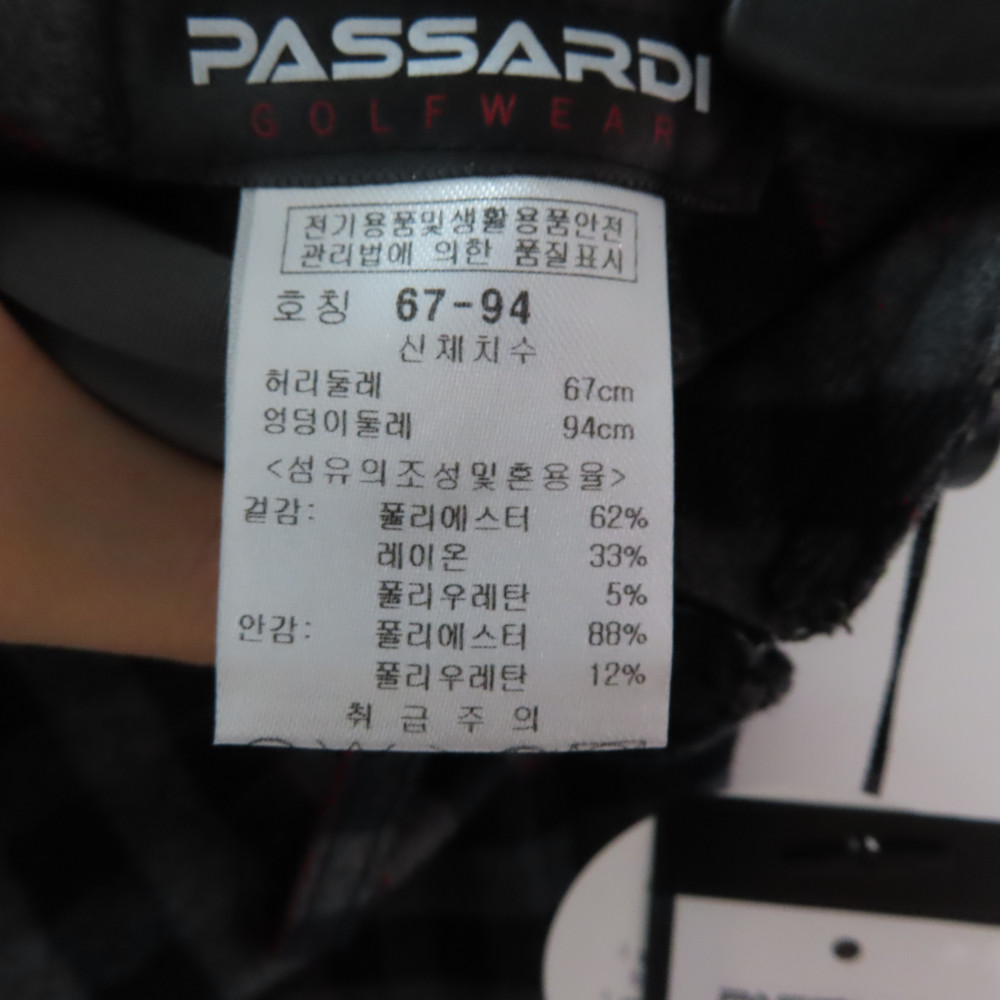 PASSARDI
GOLFWEAR
전기용품및생활용품안전
관리법에 의한 품질표시
호칭 67-94
신체치수
허리둘레 67cm
엉덩이둘레 94cm
<섬유의조성및혼용율>
겉감: 폴리에스터 62%
레이온 33%
폴리우레탄 5%
안감: 폴리에스터 88%
폴리우레탄 12%
취급주의